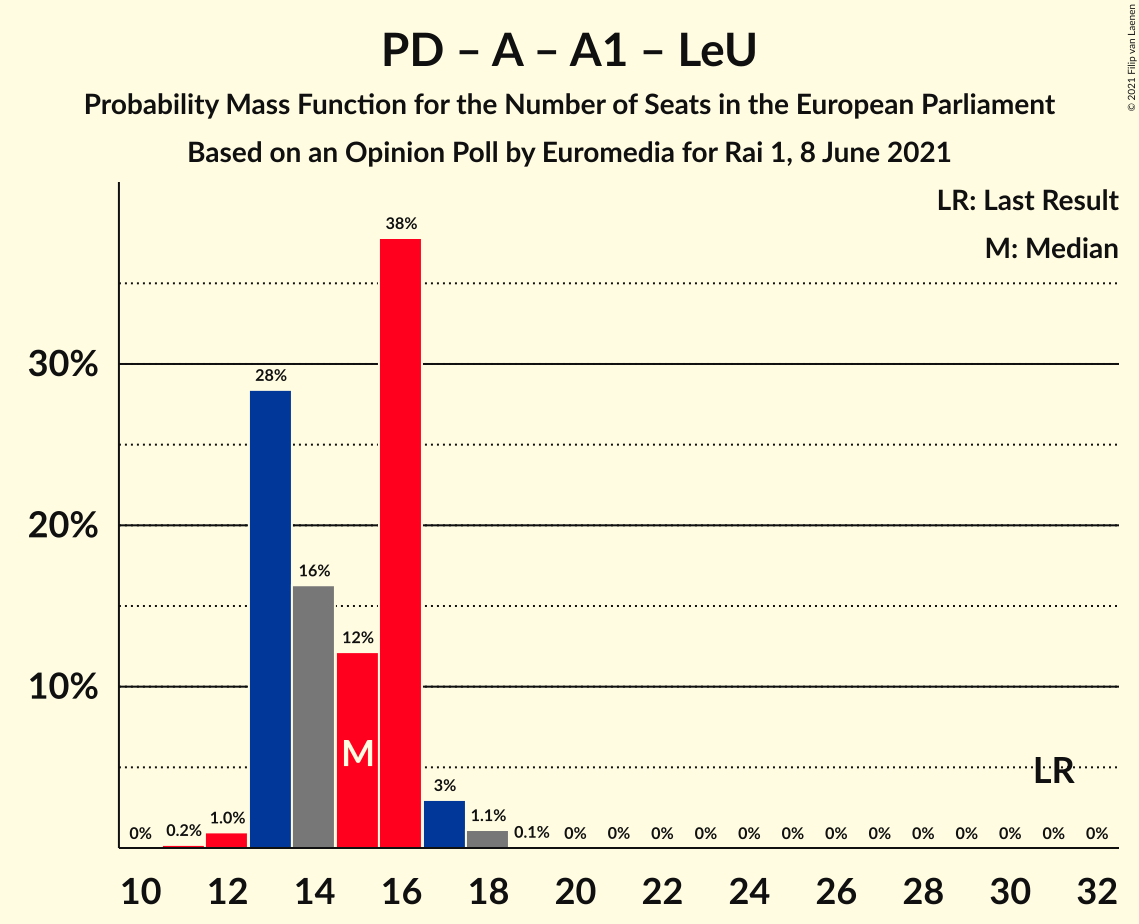 PD – A – A1 – LeU
Probability Mass Function for the Number of Seats in the European Parliament
Based on an Opinion Poll by Euromedia for Rai 1, 8 June 2021
© 2021 Filip van Laenen
LR: Last Result
M: Median
30%
20%
10%
0% 0.2% 1.0% 28% 16% 12% 38% 3% 1.1% 0.1% 0% 0% 0% 0% 0% 0% 0% 0% 0% 0% 0% 0% 0%
M
LR
10 12 14 16 18 20 22 24 26 28 30 32